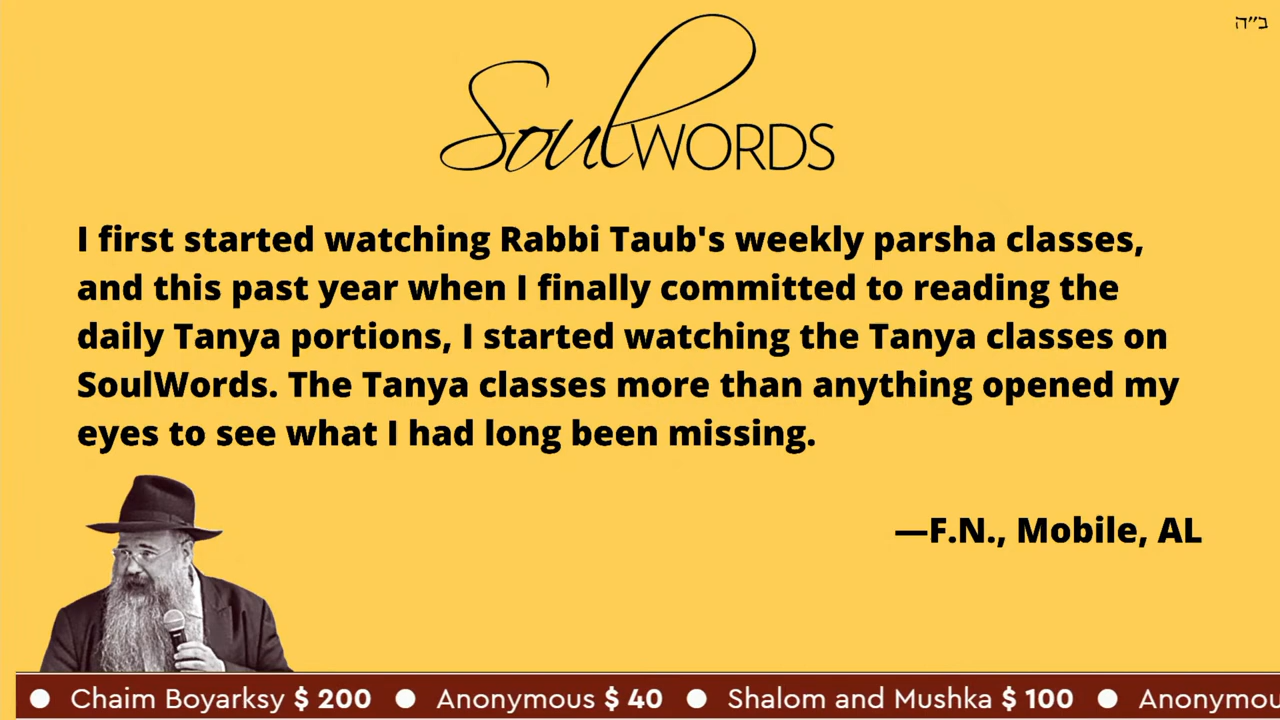 ב״ה
SoulWORDS
I first started watching Rabbi Taub's weekly parsha classes,
and this past year when I finally committed to reading the
daily Tanya portions, I started watching the Tanya classes on
SoulWords. The Tanya classes more than anything opened my
eyes to see what I had long been missing.
—F.N., Mobile, AL
● Chaim Boyarksy $ 200 ● Anonymous $ 40 ● Shalom and Mushka $ 100 ● Anonymou